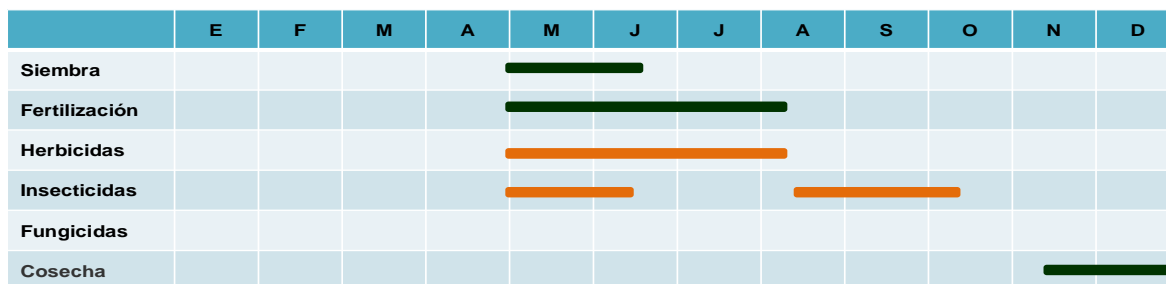 E F M A M J J A S O N D
Siembra
Fertilización
Herbicidas
Insecticidas
Fungicidas
Cosecha